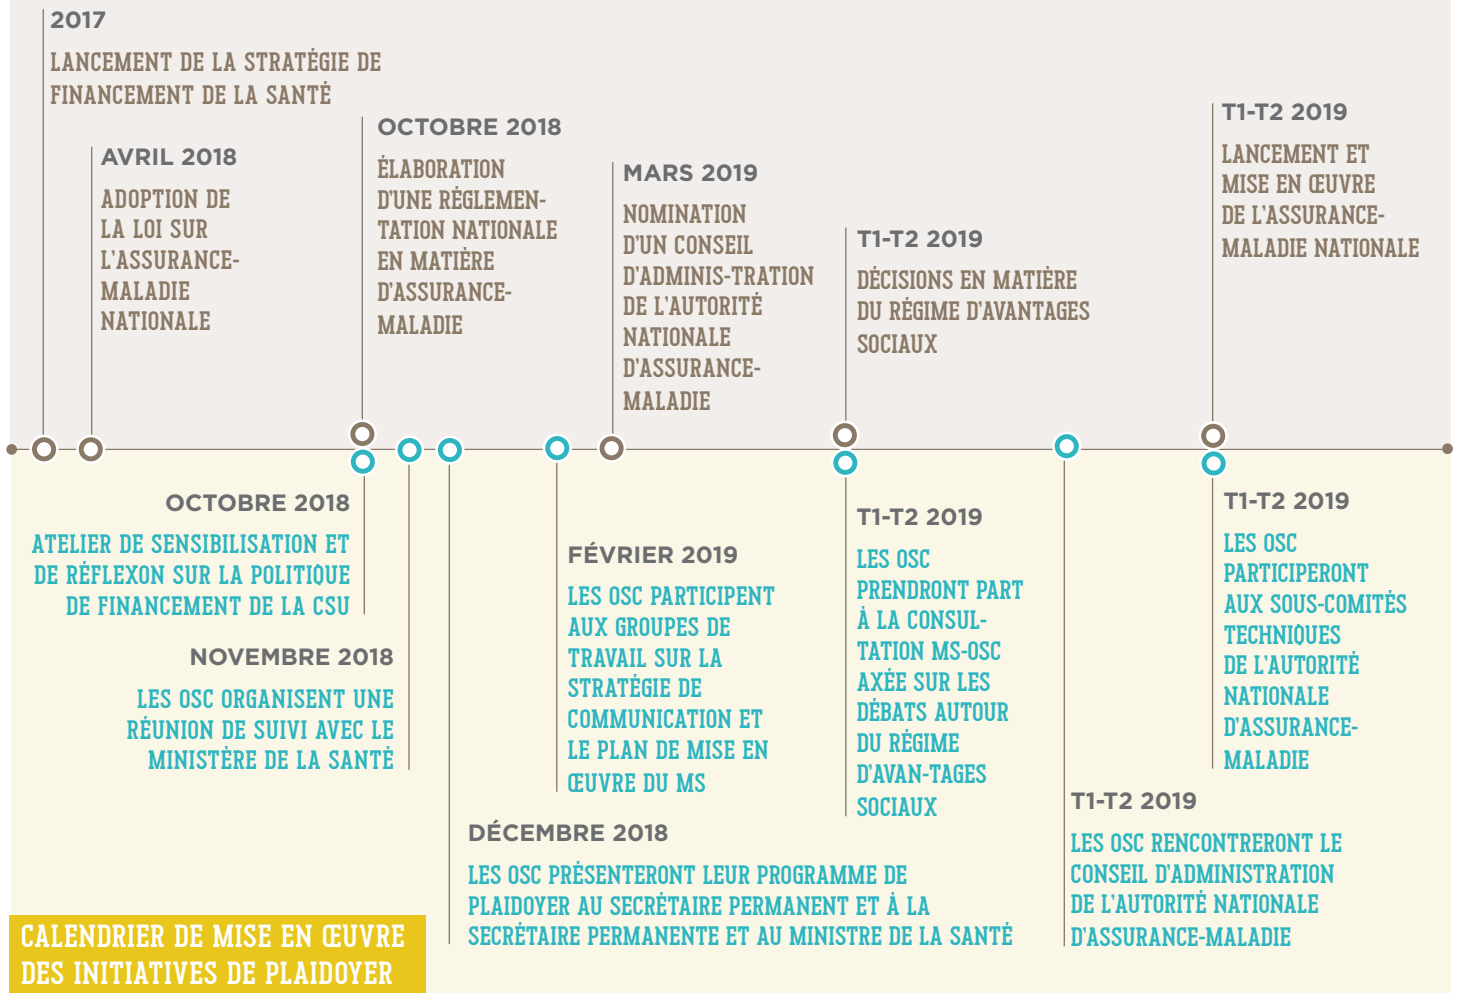 2017
LANCEMENT DE LA STRATÉGIE DE
FINANCEMENT DE LA SANTÉ
AVRIL 2018
ADOPTION DE
LA LOI SUR
L'ASSURANCE-
MALADIE
NATIONALE
OCTOBRE 2018
ÉLABORATION
D'UNE RÉGLEMEN-
TATION NATIONALE
EN MATIÈRE
D'ASSURANCE-
MALADIE
MARS 2019
NOMINATION
D'UN CONSEIL
D'ADMINIS-TRATION
DE L'AUTORITÉ
NATIONALE
D'ASSURANCE-
MALADIE
T1-T2 2019
DÉCISIONS EN MATIÈRE
DU RÉGIME D'AVANTAGES
SOCIAUX
T1-T2 2019
LANCEMENT ET
MISE EN ŒUVRE
DE L'ASSURANCE-
MALADIE NATIONALE
OCTOBRE 2018
ATELIER DE SENSIBILISATION ET
DE RÉFLEXON SUR LA POLITIQUE
DE FINANCEMENT DE LA CSU
NOVEMBRE 2018
LES OSC ORGANISENT UNE
RÉUNION DE SUIVI AVEC LE
MINISTÈRE DE LA SANTÉ
DÉCEMBRE 2018
LES OSC PRÉSENTERONT LEUR PROGRAMME DE
PLAIDOYER AU SECRÉTAIRE PERMANENT ET À LA
SECRÉTAIRE PERMANENTE ET AU MINISTRE DE LA SANTÉ
FÉVRIER 2019
LES OSC PARTICIPENT
AUX GROUPES DE
TRAVAIL SUR LA
STRATÉGIE DE
COMMUNICATION ET
LE PLAN DE MISE EN
ŒUVRE DU MS
T1-T2 2019
LES OSC
PRENDRONT PART
À LA CONSUL-
TATION MS-OSC
AXÉE SUR LES
DÉBATS AUTOUR
DU RÉGIME
D'AVAN-TAGES
SOCIAUX
T1-T2 2019
LES OSC RENCONTRERONT LE
CONSEIL D'ADMINISTRATION
DE L'AUTORITÉ NATIONALE
D'ASSURANCE-MALADIE
T1-T2 2019
LES OSC
PARTICIPERONT
AUX SOUS-COMITÉS
TECHNIQUES
DE L'AUTORITÉ
NATIONALE
D'ASSURANCE-
MALADIE
CALENDRIER DE MISE EN ŒUVRE
DES INITIATIVES DE PLAIDOYER